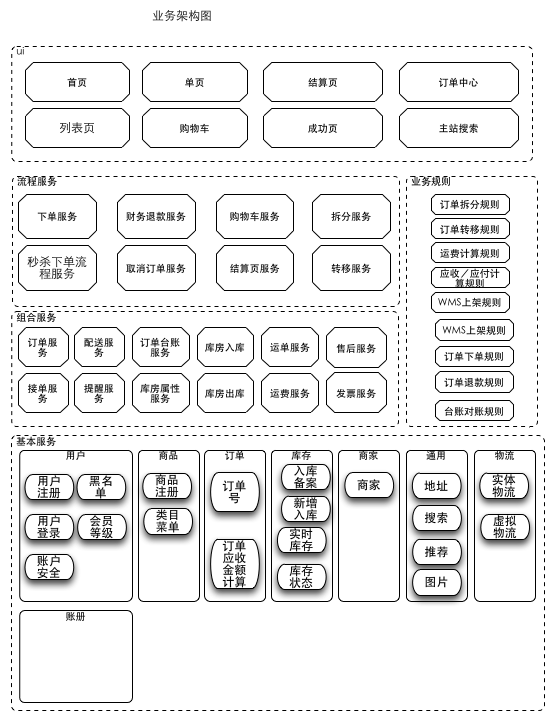 业务架构图
ui
首页
单页
结算页
订单中心
列表页
购物车
成功页
主站搜索
流程服务
下单服务
财务退款服务
购物车服务
拆分服务
秒杀下单流
程服务
取消订单服务
结算页服务
转移服务
业务规则
订单拆分规则
订单转移规则
运费计算规则
应收／应付计
算规则
WMS上架规则
WMS上架规则
订单下单规则
订单退款规则
台账对账规则
组合服务
订单服
务
配送服
务
订单台账
服务
库房入库
运单服务
售后服务
接单服
务
提醒服
务
库房属性
服务
库房出库
运费服务
发票服务
基本服务
用户
用户
注册
黑名
单
用户
登录
会员
等级
账户
安全
商品
商品
注册
类目
菜单
订单
订单
号
订单
应收
金额
计算
库存
入库
备案
新增
入库
实时
库存
库存
状态
商家
商家
通用
地址
搜索
推荐
图片
物流
实体
物流
虚拟
物流
账册